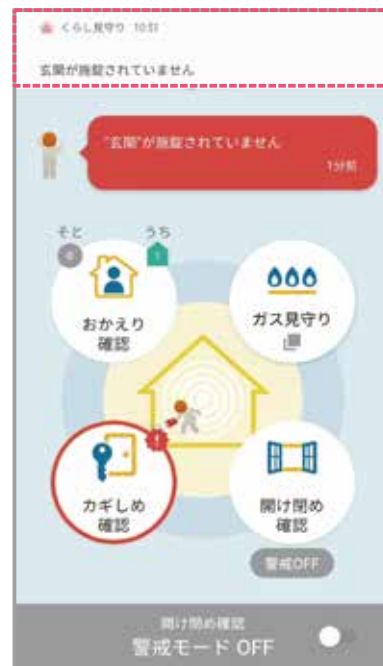 くらし見守り 10:51
玄関が施錠されていません
"玄関"が施錠されていません
1分前
そと
うち
0
1
おかえり
確認
ガス見守り
カギしめ
確認
開け閉め
確認
警戒OFF
開け閉め確認
警戒モード OFF